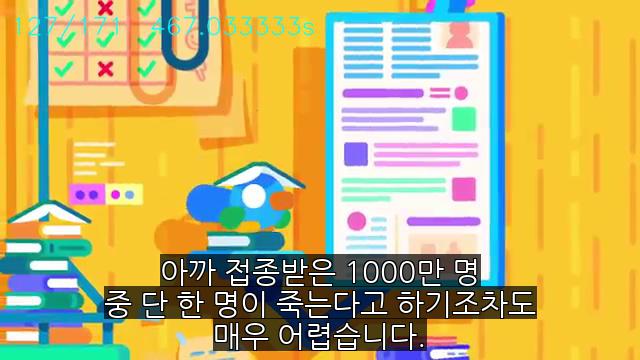 127/171 467.033333s
아까 접종받은 1000만 명
중 단 한 명이 죽는다고 하기조차도
매우 어렵습니다.